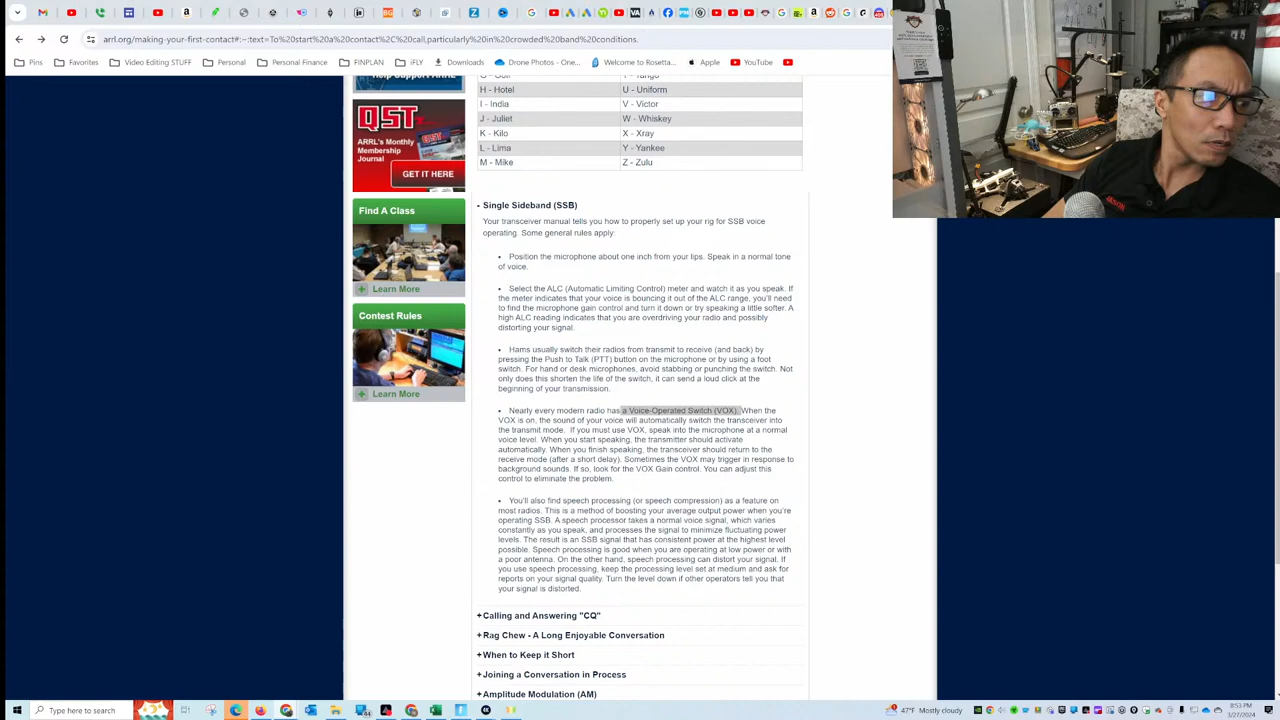 arrl.org/making-your-first-contact#:~:text=To%20start%20a%20contact%2C%20call,particularly%20in%20crowded%20band%20conditions.
Favorites
Video Editing STUFF
Personal finance
FINPLAN
iFLY
Downloads
Drone Photos - One...
Welcome to Rosetta...
Apple
YouTube
Help Support ARRL
H - Hotel
U - Uniform
I - India
V - Victor
J - Juliet
W - Whiskey
K - Kilo
X - Xray
L - Lima
Y - Yankee
M - Mike
Z - Zulu
QST
ARRL's Monthly
Membership
Journal
GET IT HERE
Find A Class
Learn More
Contest Rules
Learn More
- Single Sideband (SSB)
Your transceiver manual tells you how to properly set up your rig for SSB voice
operating. Some general rules apply:
• Position the microphone about one inch from your lips. Speak in a normal tone
of voice.
• Select the ALC (Automatic Limiting Control) meter and watch it as you speak. If
the meter indicates that your voice is bouncing it out of the ALC range, you'll need
to find the microphone gain control and turn it down or try speaking a little softer. A
high ALC reading indicates that you are overdriving your radio and possibly
distorting your signal.
• Hams usually switch their radios from transmit to receive (and back) by
pressing the Push to Talk (PTT) button on the microphone or by using a foot
switch. For hand or desk microphones, avoid stabbing or punching the switch. Not
only does this shorten the life of the switch, it can send a loud click at the
beginning of your transmission.
• Nearly every modern radio has a Voice-Operated Switch (VOX). When the
VOX is on, the sound of your voice will automatically switch the transceiver into
the transmit mode. If you must use VOX, speak into the microphone at a normal
voice level. When you start speaking, the transmitter should activate
automatically. When you finish speaking, the transceiver should return to the
receive mode (after a short delay). Sometimes the VOX may trigger in response to
background sounds. If so, look for the VOX Gain control. You can adjust this
control to eliminate the problem.
• You'll also find speech processing (or speech compression) as a feature on
most radios. This is a method of boosting your average output power when you're
operating SSB. A speech processor takes a normal voice signal, which varies
constantly as you speak, and processes the signal to minimize fluctuating power
levels. The result is an SSB signal that has consistent power at the highest level
possible. Speech processing is good when you are operating at low power or with
a poor antenna. On the other hand, speech processing can distort your signal. If
you use speech processing, keep the processing level set at medium and ask for
reports on your signal quality. Turn the level down if other operators tell you that
your signal is distorted.
+ Calling and Answering "CQ"
+ Rag Chew - A Long Enjoyable Conversation
+ When to Keep it Short
+ Joining a Conversation in Process
+ Amplitude Modulation (AM)
Type here to search
47°F Mostly cloudy
8:53 PM
3/27/2024